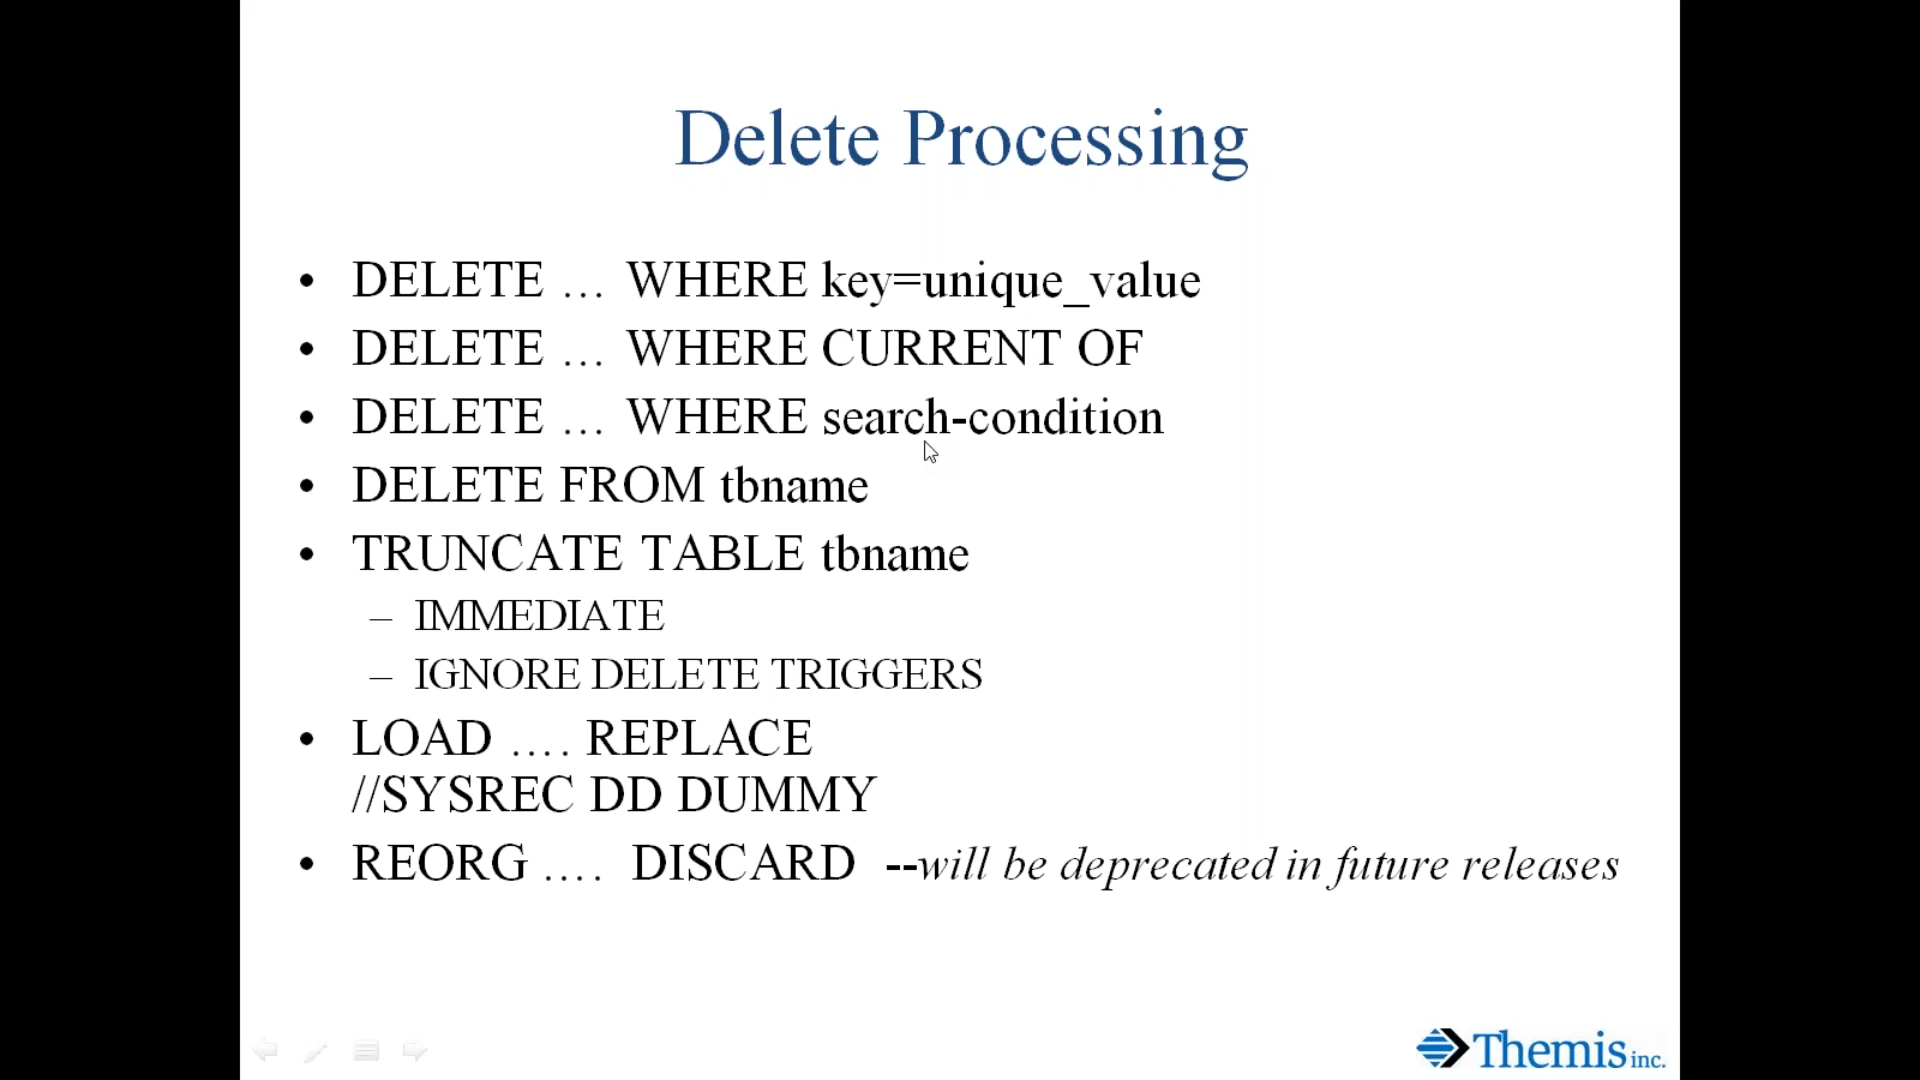 Delete Processing
• DELETE … WHERE key=unique_value
• DELETE … WHERE CURRENT OF
• DELETE … WHERE search-condition
• DELETE FROM tbname
• TRUNCATE TABLE tbname
– IMMEDIATE
– IGNORE DELETE TRIGGERS
• LOAD …. REPLACE
//SYSREC DD DUMMY
• REORG …. DISCARD --will be deprecated in future releases
Themis inc.